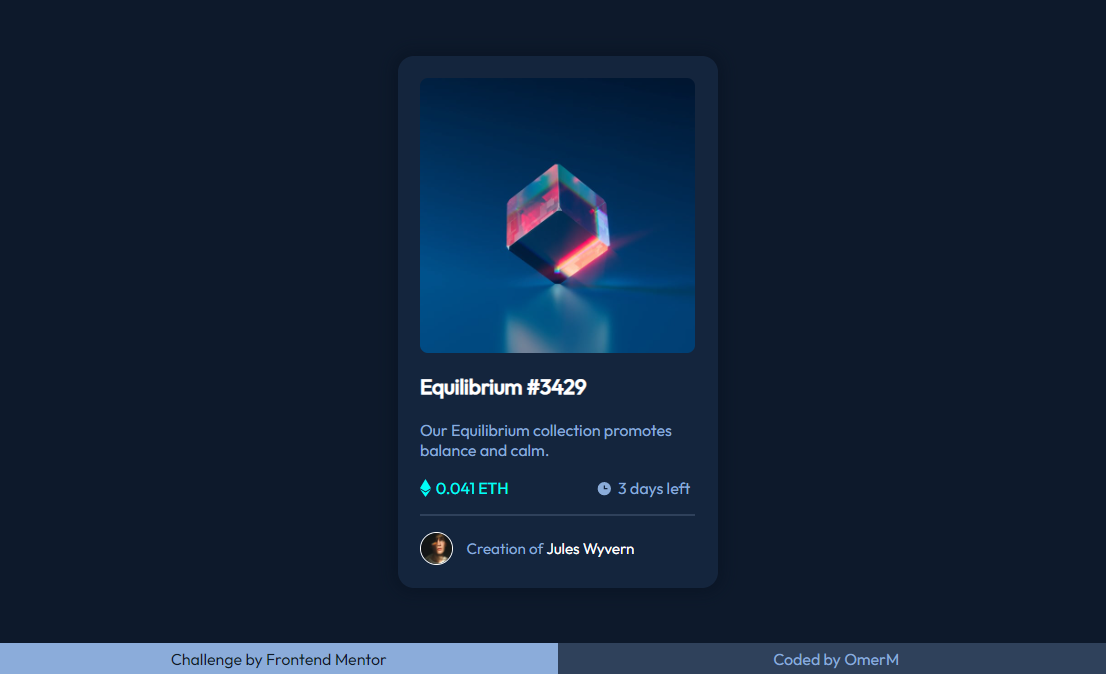 Equilibrium #3429
Our Equilibrium collection promotes
balance and calm.
0.041 ETH
3 days left
Creation of Jules Wyvern
Challenge by Frontend Mentor
Coded by OmerM